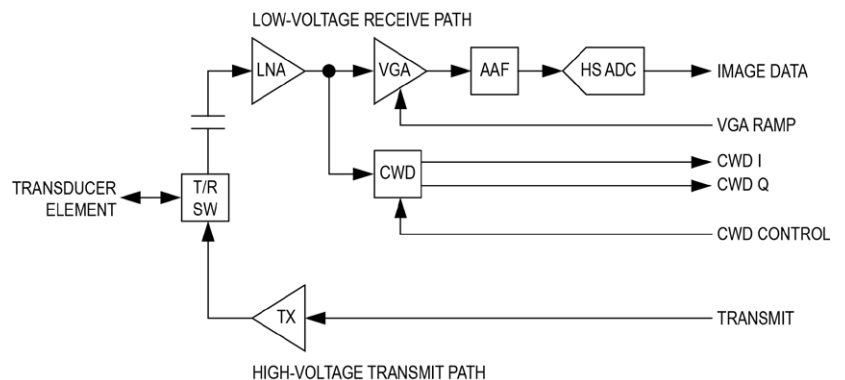 LOW-VOLTAGE RECEIVE PATH
LNA
VGA
AAF
HS ADC
IMAGE DATA
VGA RAMP
CWD
CWD I
CWD Q
TRANSDUCER
ELEMENT
T/R
SW
CWD CONTROL
TX
TRANSMIT
HIGH-VOLTAGE TRANSMIT PATH